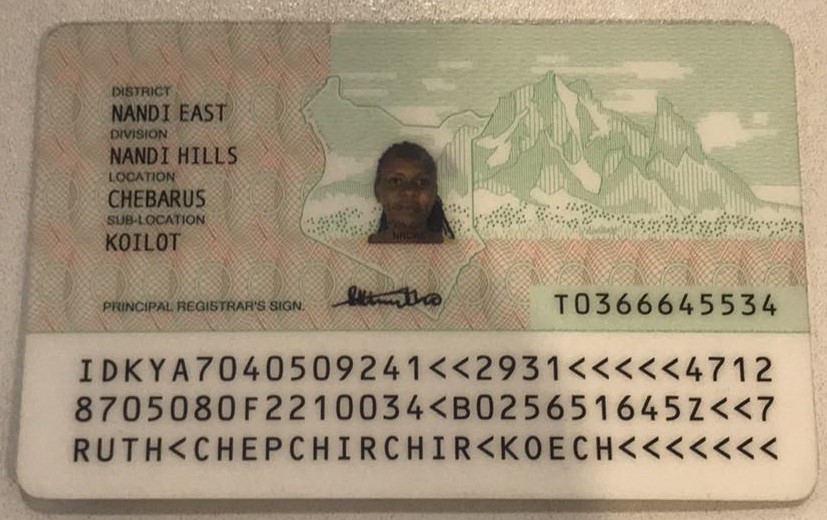 DISTRICT
NANDI EAST
DIVISION
NANDI HILLS
LOCATION
CHEBARUS
SUB-LOCATION
KOILOT
PRINCIPAL REGISTRAR'S SIGN.
T0366645534
IDKYA7040509241<<2931<<<<<4712
8705080F2210034<B025651645Z<<7
RUTH<CHEPCHIRCHIR<KOECH<<<<<<<